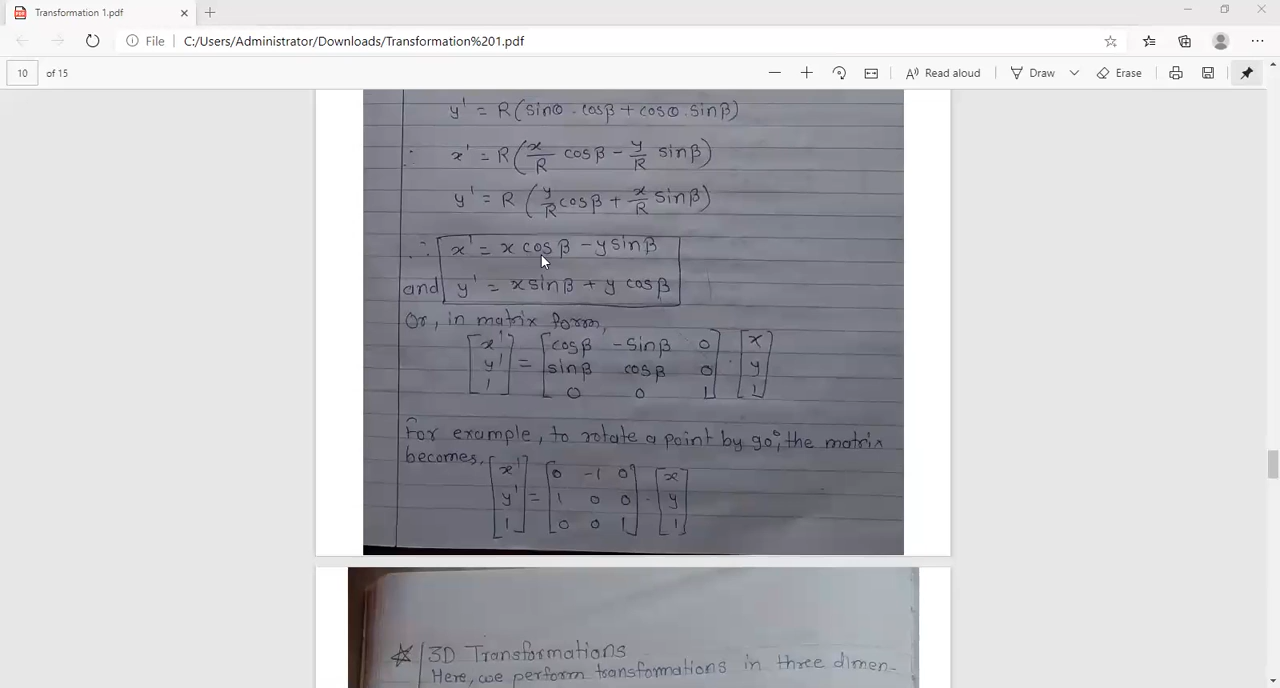 Transformation 1.pdf
File C:/Users/Administrator/Downloads/Transformation%201.pdf
10 of 15 Read aloud Draw Erase
y' = R(sinθ . cosβ + cosθ . sinβ)
∴ x' = R(x/R cosβ - y/R sinβ)
y' = R (y/R cosβ + x/R sinβ)
∴ x' = x cosβ - y sinβ
and y' = x sinβ + y cosβ
Or, in matrix form,
[x' y' 1] = [cosβ -sinβ 0; sinβ cosβ 0; 0 0 1] . [x y 1]
For example, to rotate a point by 90°, the matrix
becomes, [x' y' 1] = [0 -1 0; 1 0 0; 0 0 1] . [x y 1]
3D Transformations
Here, we perform transformations in three dimen-